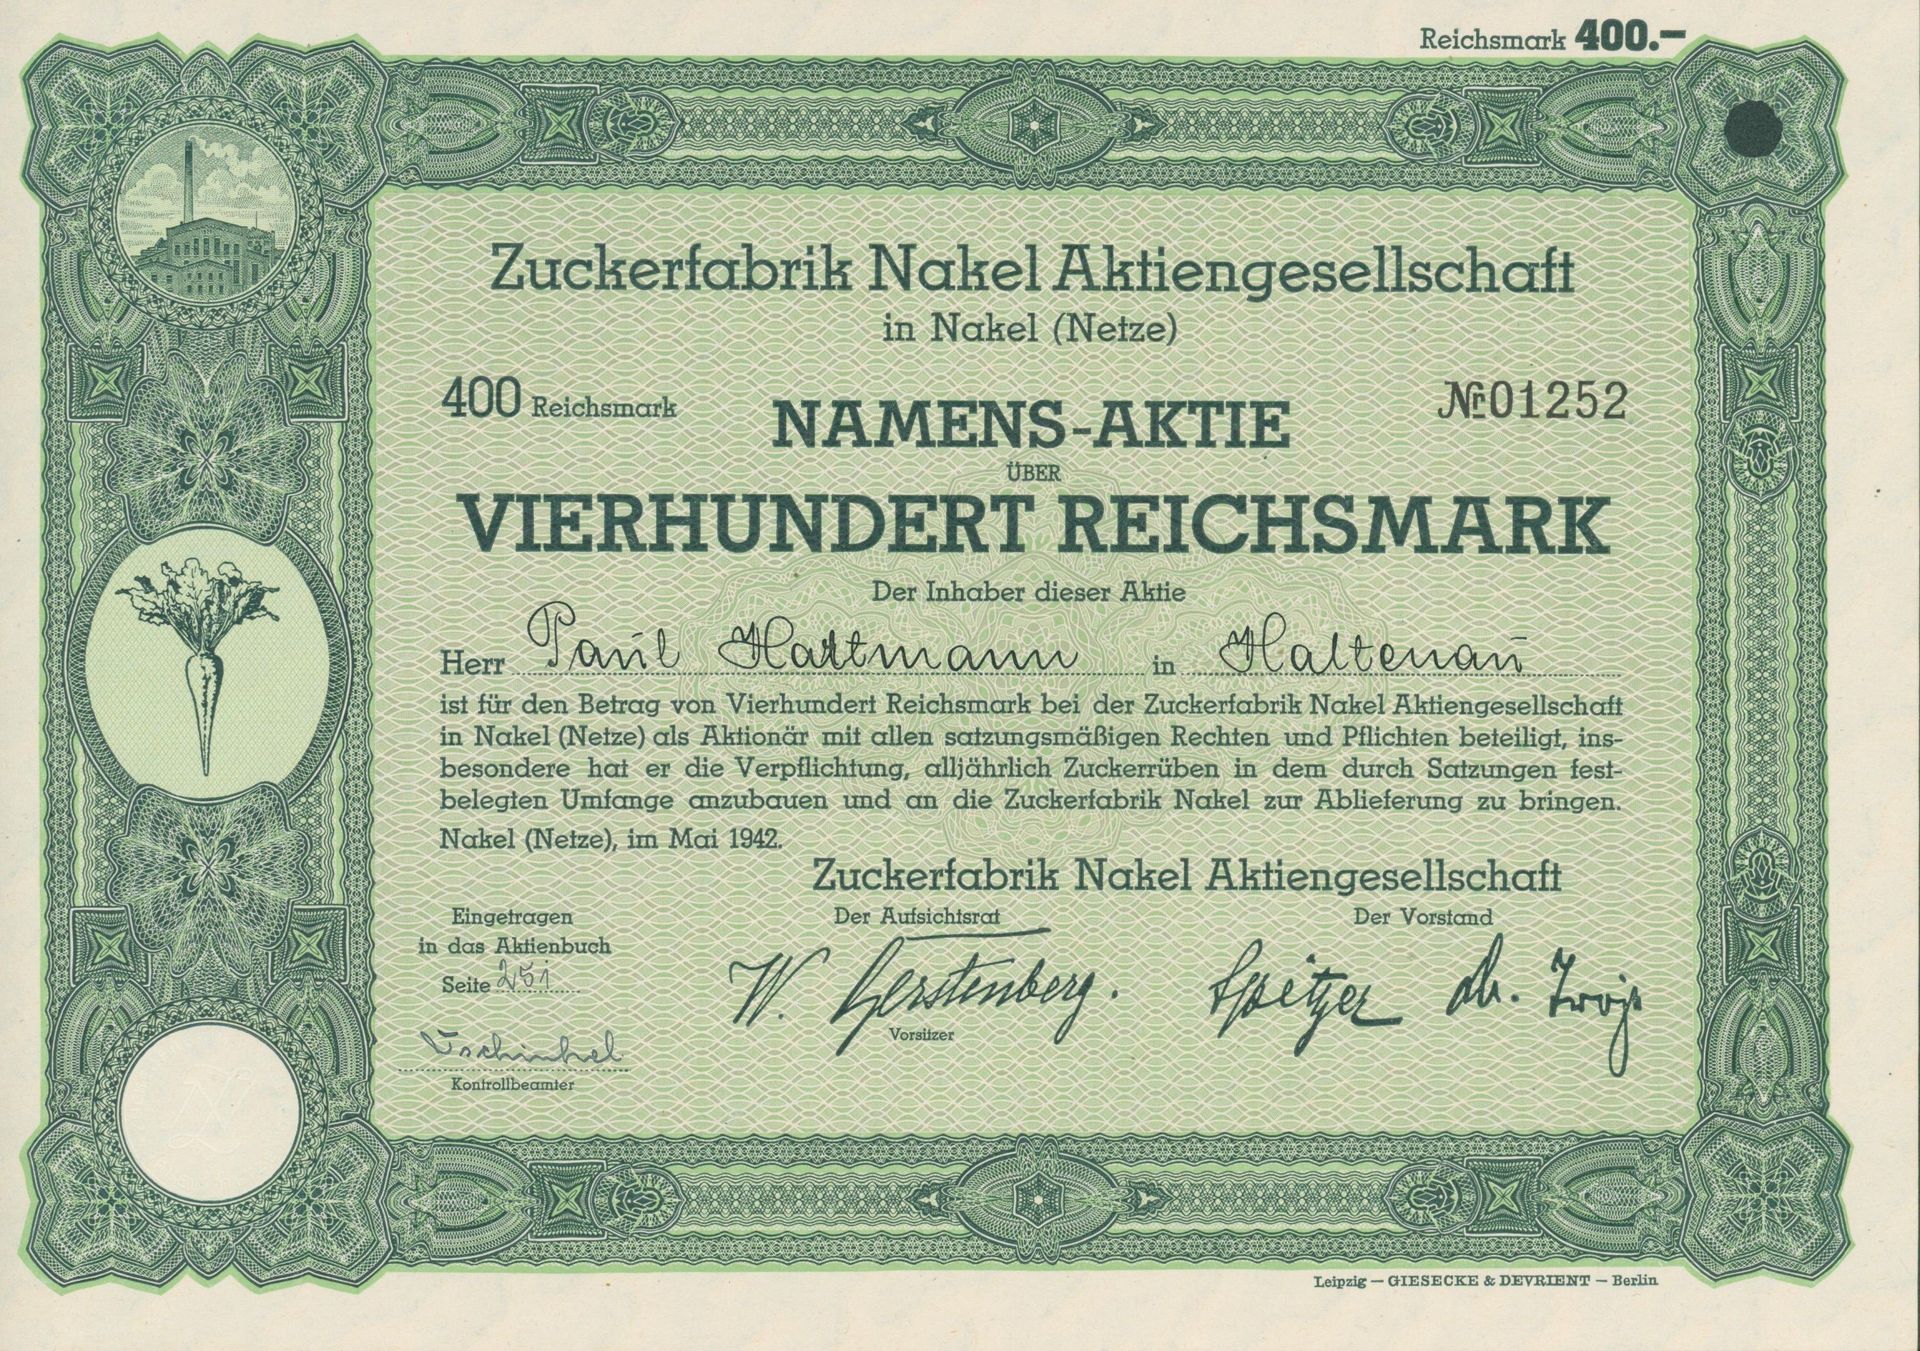 Reichsmark 400.–
Zuckerfabrik Nakel Aktiengesellschaft
in Nakel (Netze)
400 Reichsmark
NAMENS-AKTIE
Nr. 01252
ÜBER
VIERHUNDERT REICHSMARK
Der Inhaber dieser Aktie
Herr Paul Hartmann in Haltenau
ist für den Betrag von Vierhundert Reichsmark bei der Zuckerfabrik Nakel Aktiengesellschaft
in Nakel (Netze) als Aktionär mit allen satzungsmäßigen Rechten und Pflichten beteiligt, ins-
besondere hat er die Verpflichtung, alljährlich Zuckerrüben in dem durch Satzungen fest-
belegten Umfange anzubauen und an die Zuckerfabrik Nakel zur Ablieferung zu bringen.
Nakel (Netze), im Mai 1942.
Zuckerfabrik Nakel Aktiengesellschaft
Eingetragen
in das Aktienbuch
Seite 251
Tschinkel
Kontrollbeamter
Der Aufsichtsrat
W. Gerstenberg.
Vorsitzer
Der Vorstand
Spitzer Dr.
Leipzig — GIESECKE & DEVRIENT — Berlin